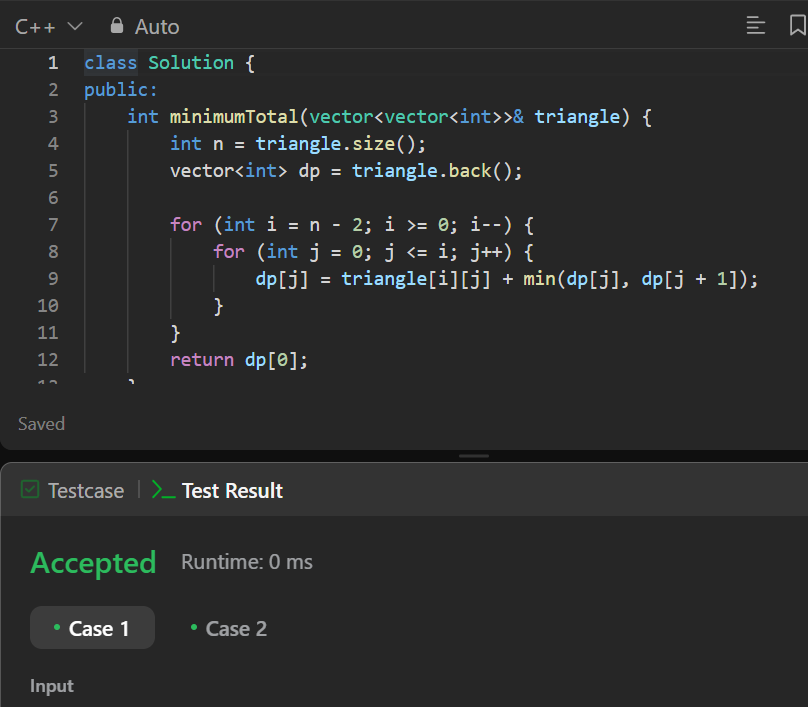 C++ Auto
1 class Solution {
2 public:
3 int minimumTotal(vector<vector<int>>& triangle) {
4 int n = triangle.size();
5 vector<int> dp = triangle.back();
6
7 for (int i = n - 2; i >= 0; i--) {
8 for (int j = 0; j <= i; j++) {
9 dp[j] = triangle[i][j] + min(dp[j], dp[j + 1]);
10 }
11 }
12 return dp[0];
13 }
Saved
Testcase Test Result
Accepted Runtime: 0 ms
Case 1 Case 2
Input